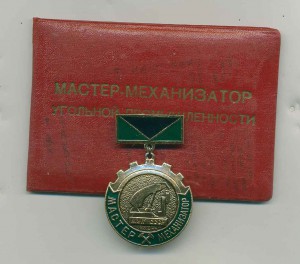 МАСТЕР-МЕХАНИЗАТОР
УГОЛЬНОЙ ПРОМЫШЛЕННОСТИ
МАСТЕР МЕХАНИЗАТОР